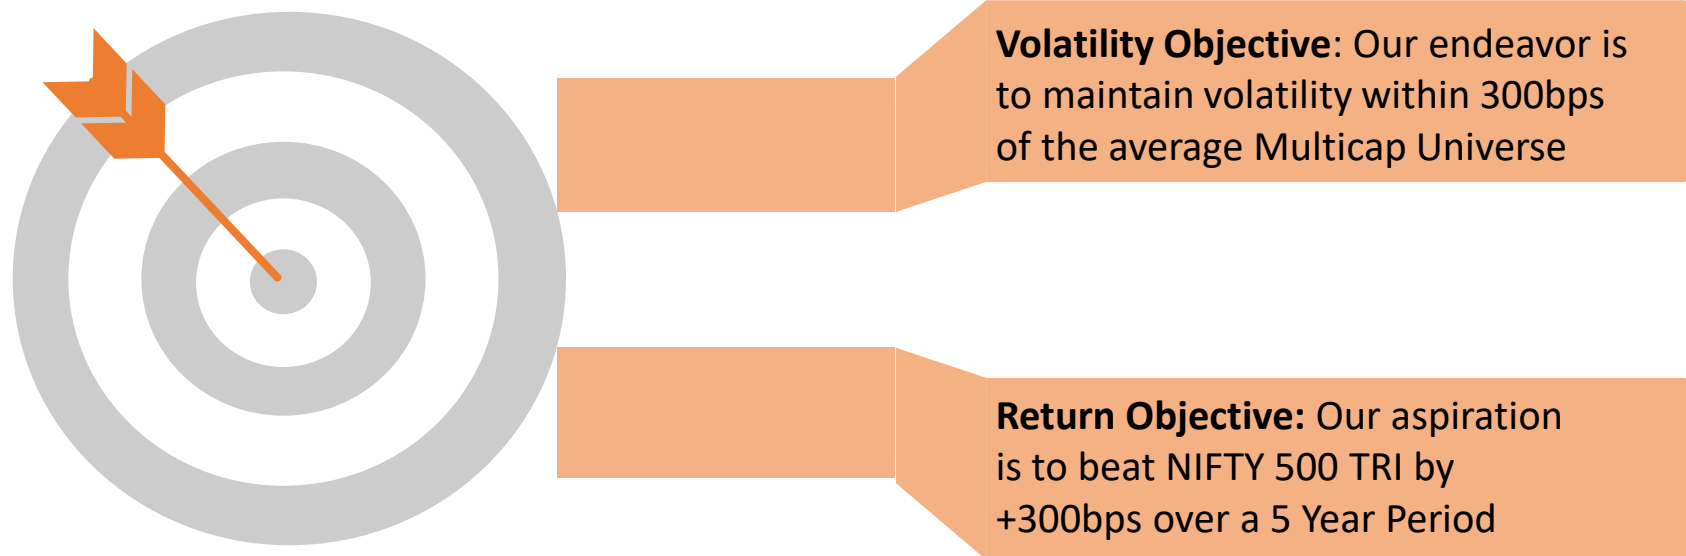 Volatility Objective: Our endeavor is
to maintain volatility within 300bps
of the average Multicap Universe
Return Objective: Our aspiration
is to beat NIFTY 500 TRI by
+300bps over a 5 Year Period